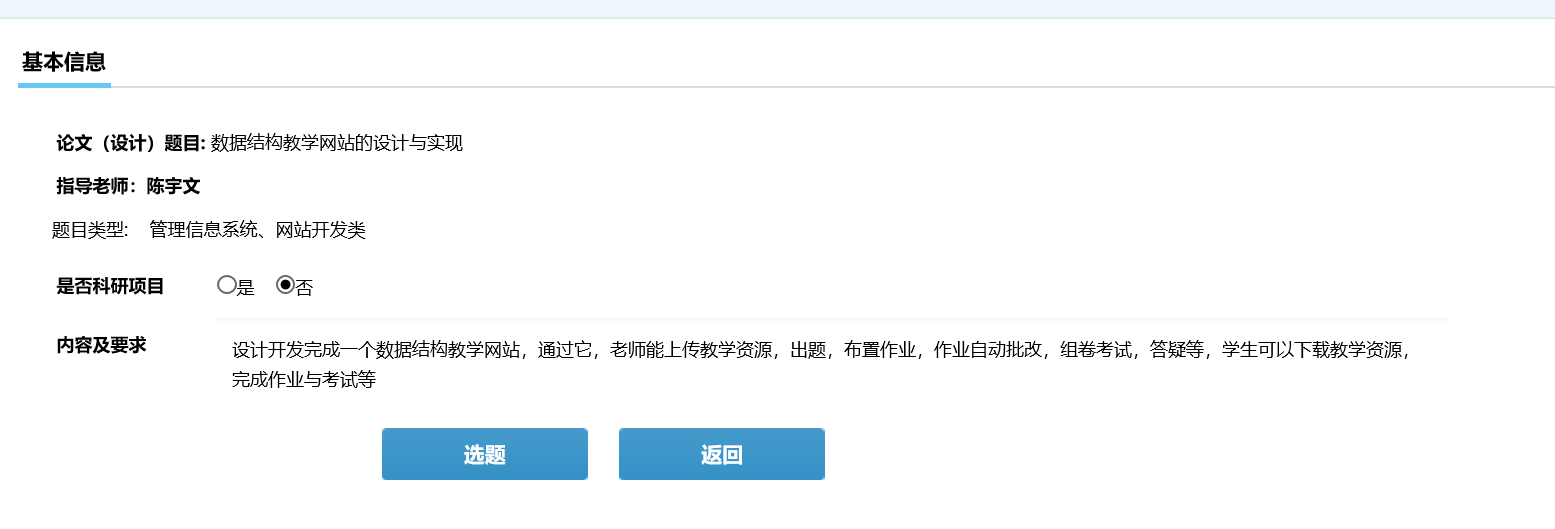 基本信息
论文（设计）题目: 数据结构教学网站的设计与实现
指导老师：陈宇文
题目类型: 管理信息系统、网站开发类
是否科研项目 是 否
内容及要求
设计开发完成一个数据结构教学网站，通过它，老师能上传教学资源，出题，布置作业，作业自动批改，组卷考试，答疑等，学生可以下载教学资源，
完成作业与考试等
选题 返回